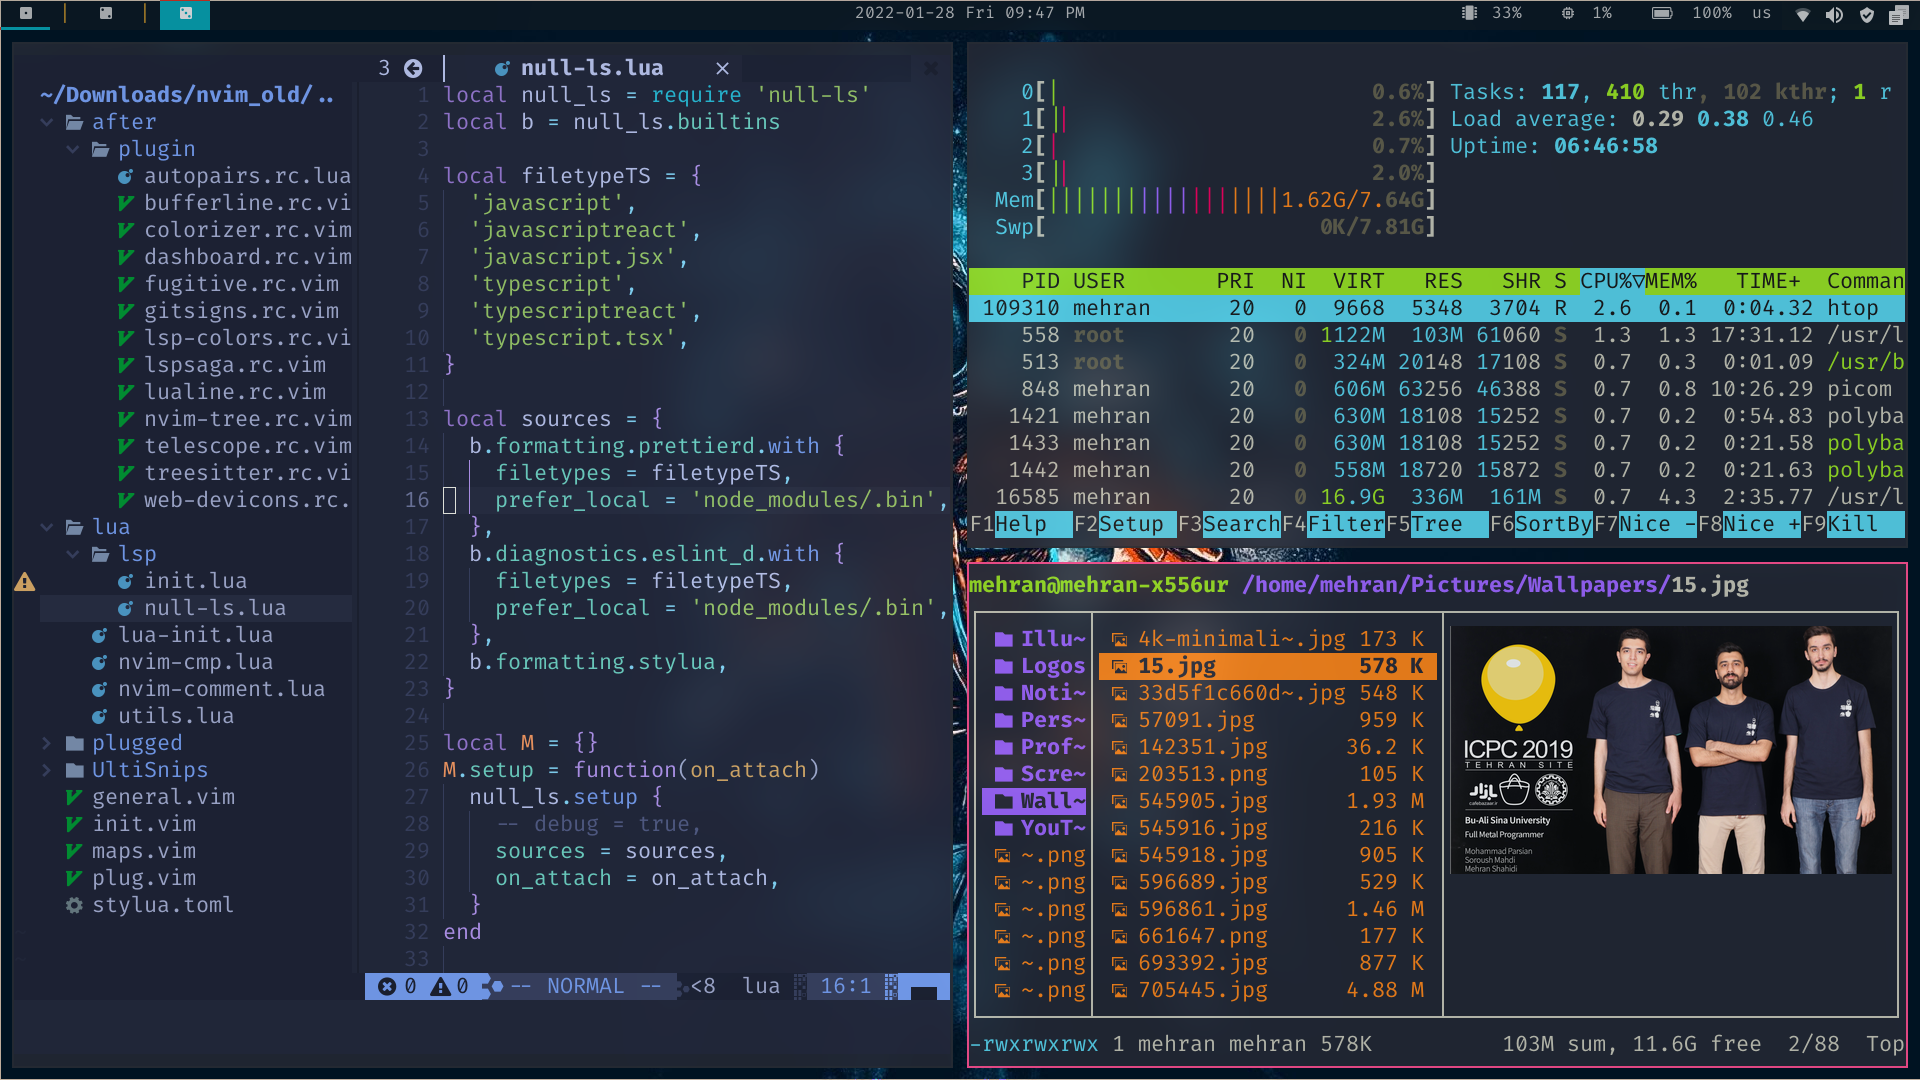 2022-01-28 Fri 09:47 PM
33%
1%
100%
us
3
null-ls.lua
~/Downloads/nvim_old/..
after
plugin
autopairs.rc.lua
bufferline.rc.vi
colorizer.rc.vim
dashboard.rc.vim
fugitive.rc.vim
gitsigns.rc.vim
lsp-colors.rc.vi
lspsaga.rc.vim
lualine.rc.vim
nvim-tree.rc.vim
telescope.rc.vim
treesitter.rc.vi
web-devicons.rc.
lua
lsp
init.lua
null-ls.lua
lua-init.lua
nvim-cmp.lua
nvim-comment.lua
utils.lua
plugged
UltiSnips
general.vim
init.vim
maps.vim
plug.vim
stylua.toml
1 local null_ls = require 'null-ls'
2 local b = null_ls.builtins
3
4 local filetypeTS = {
5 'javascript',
6 'javascriptreact',
7 'javascript.jsx',
8 'typescript',
9 'typescriptreact',
10 'typescript.tsx',
11 }
12
13 local sources = {
14 b.formatting.prettierd.with {
15 filetypes = filetypeTS,
16 prefer_local = 'node_modules/.bin',
17 },
18 b.diagnostics.eslint_d.with {
19 filetypes = filetypeTS,
20 prefer_local = 'node_modules/.bin',
21 },
22 b.formatting.stylua,
23 }
24
25 local M = {}
26 M.setup = function(on_attach)
27 null_ls.setup {
28 -- debug = true,
29 sources = sources,
30 on_attach = on_attach,
31 }
32 end
33
0 0 -- NORMAL -- <8 lua 16:1
0[| 0.6%] Tasks: 117, 410 thr, 102 kthr; 1 r
1[|| 2.6%] Load average: 0.29 0.38 0.46
2[| 0.7%] Uptime: 06:46:58
3[|| 2.0%]
Mem[||||||||||||||||||1.62G/7.64G]
Swp[ 0K/7.81G]
PID USER PRI NI VIRT RES SHR S CPU%▽MEM% TIME+ Comman
109310 mehran 20 0 9668 5348 3704 R 2.6 0.1 0:04.32 htop
558 root 20 0 1122M 103M 61060 S 1.3 1.3 17:31.12 /usr/l
513 root 20 0 324M 20148 17108 S 0.7 0.3 0:01.09 /usr/b
848 mehran 20 0 606M 63256 46388 S 0.7 0.8 10:26.29 picom
1421 mehran 20 0 630M 18108 15252 S 0.7 0.2 0:54.83 polyba
1433 mehran 20 0 630M 18108 15252 S 0.7 0.2 0:21.58 polyba
1442 mehran 20 0 558M 18720 15872 S 0.7 0.2 0:21.63 polyba
16585 mehran 20 0 16.9G 336M 161M S 0.7 4.3 2:35.77 /usr/l
F1Help F2Setup F3SearchF4FilterF5Tree F6SortByF7Nice -F8Nice +F9Kill
mehran@mehran-x556ur /home/mehran/Pictures/Wallpapers/15.jpg
Illu~
Logos
Noti~
Pers~
Prof~
Scre~
Wall~
YouT~
~.png
~.png
~.png
~.png
~.png
~.png
4k-minimali~.jpg 173 K
15.jpg 578 K
33d5f1c660d~.jpg 548 K
57091.jpg 959 K
142351.jpg 36.2 K
203513.png 105 K
545905.jpg 1.93 M
545916.jpg 216 K
545918.jpg 905 K
596689.jpg 529 K
596861.jpg 1.46 M
661647.png 177 K
693392.jpg 877 K
705445.jpg 4.88 M
ICPC 2019
TEHRAN SITE
بازار
cafebazaar.ir
Bu-Ali Sina University
Full Metal Programmer
Mohammad Parsian
Soroush Mahdi
Mehran Shahidi
-rwxrwxrwx 1 mehran mehran 578K 103M sum, 11.6G free 2/88 Top